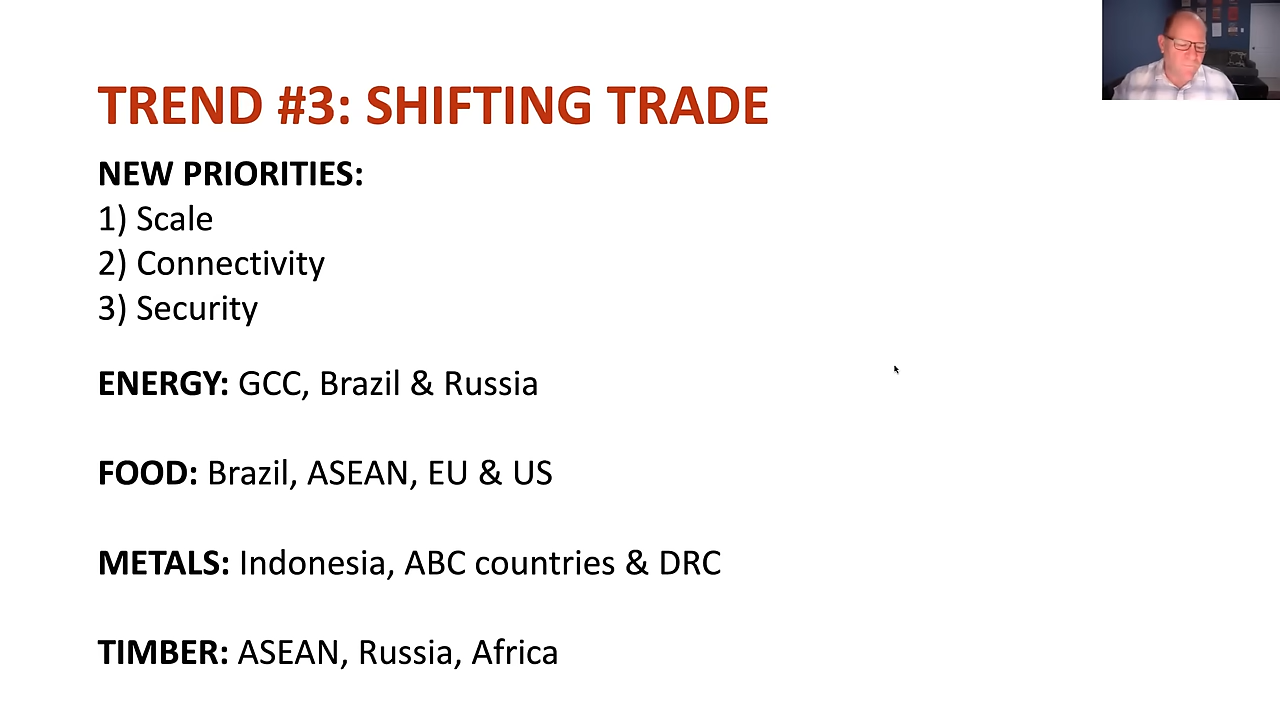 TREND #3: SHIFTING TRADE
NEW PRIORITIES:
1) Scale
2) Connectivity
3) Security
ENERGY: GCC, Brazil & Russia
FOOD: Brazil, ASEAN, EU & US
METALS: Indonesia, ABC countries & DRC
TIMBER: ASEAN, Russia, Africa